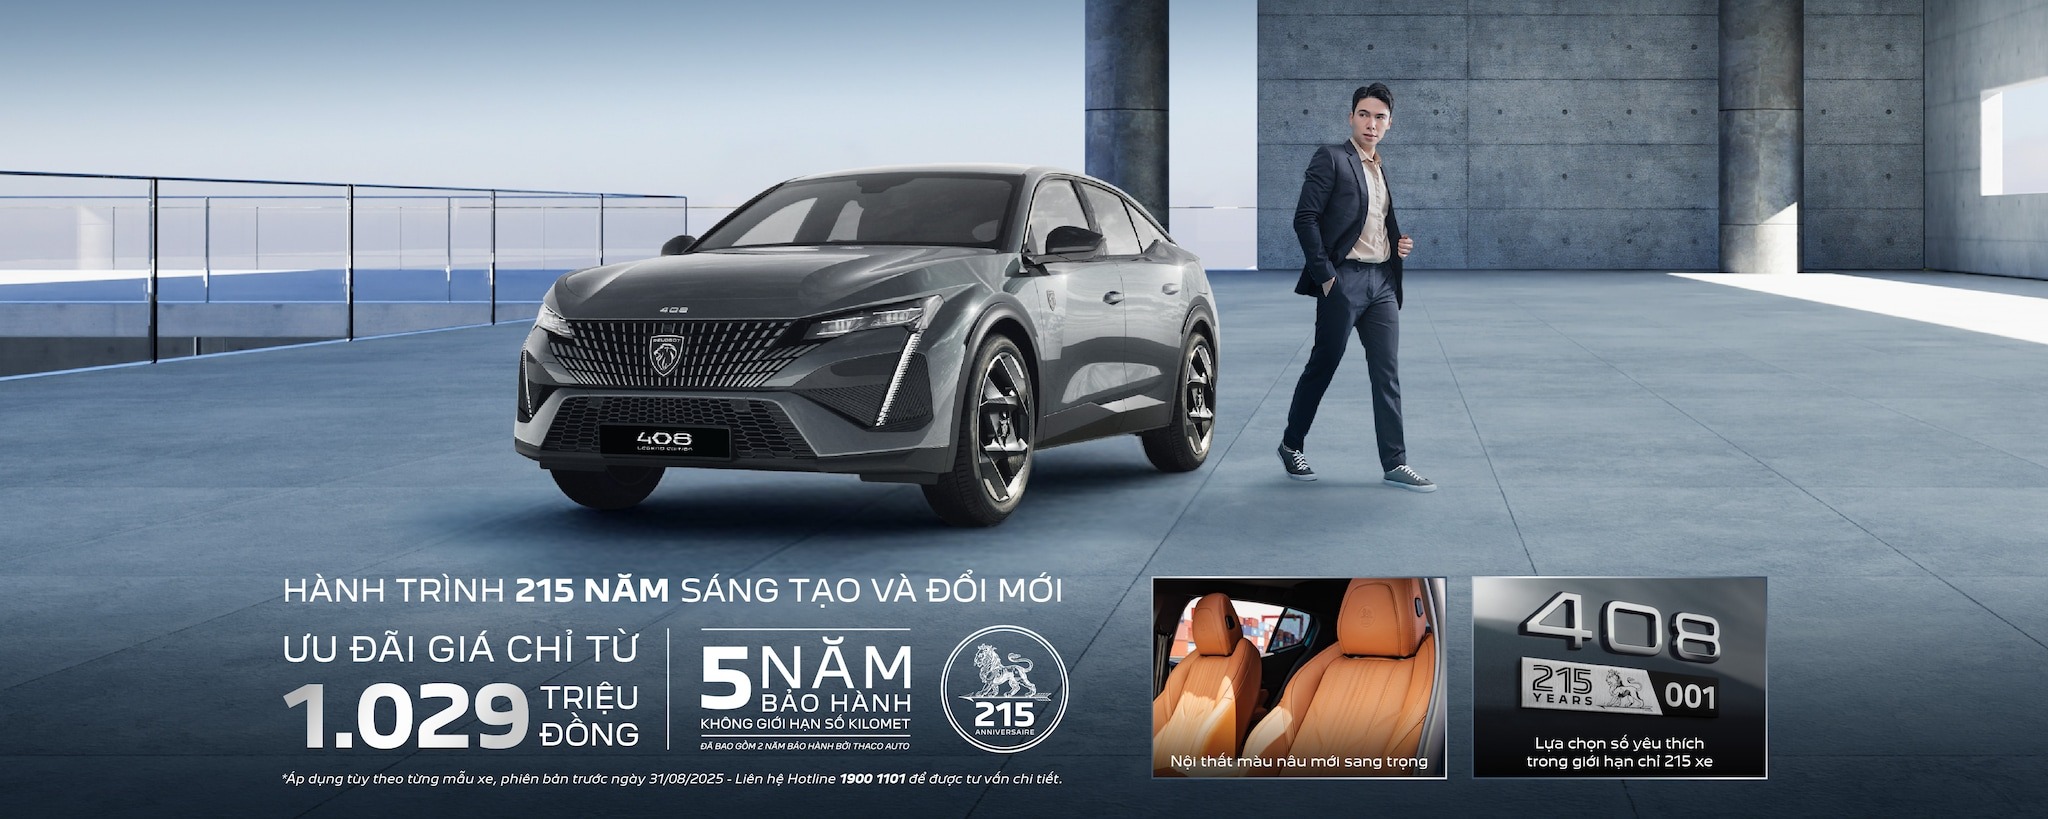 408
PEUGEOT
408
LEGEND EDITION
HÀNH TRÌNH 215 NĂM SÁNG TẠO VÀ ĐỔI MỚI
ƯU ĐÃI GIÁ CHỈ TỪ
1.029 TRIỆU ĐỒNG
5 NĂM
BẢO HÀNH
KHÔNG GIỚI HẠN SỐ KILOMET
ĐÃ BAO GỒM 2 NĂM BẢO HÀNH BỞI THACO AUTO
215
ANNIVERSAIRE
*Áp dụng tùy theo từng mẫu xe, phiên bản trước ngày 31/08/2025 - Liên hệ Hotline 1900 1101 để được tư vấn chi tiết.
Nội thất màu nâu mới sang trọng
408
215
YEARS
001
Lựa chọn số yêu thích
trong giới hạn chỉ 215 xe